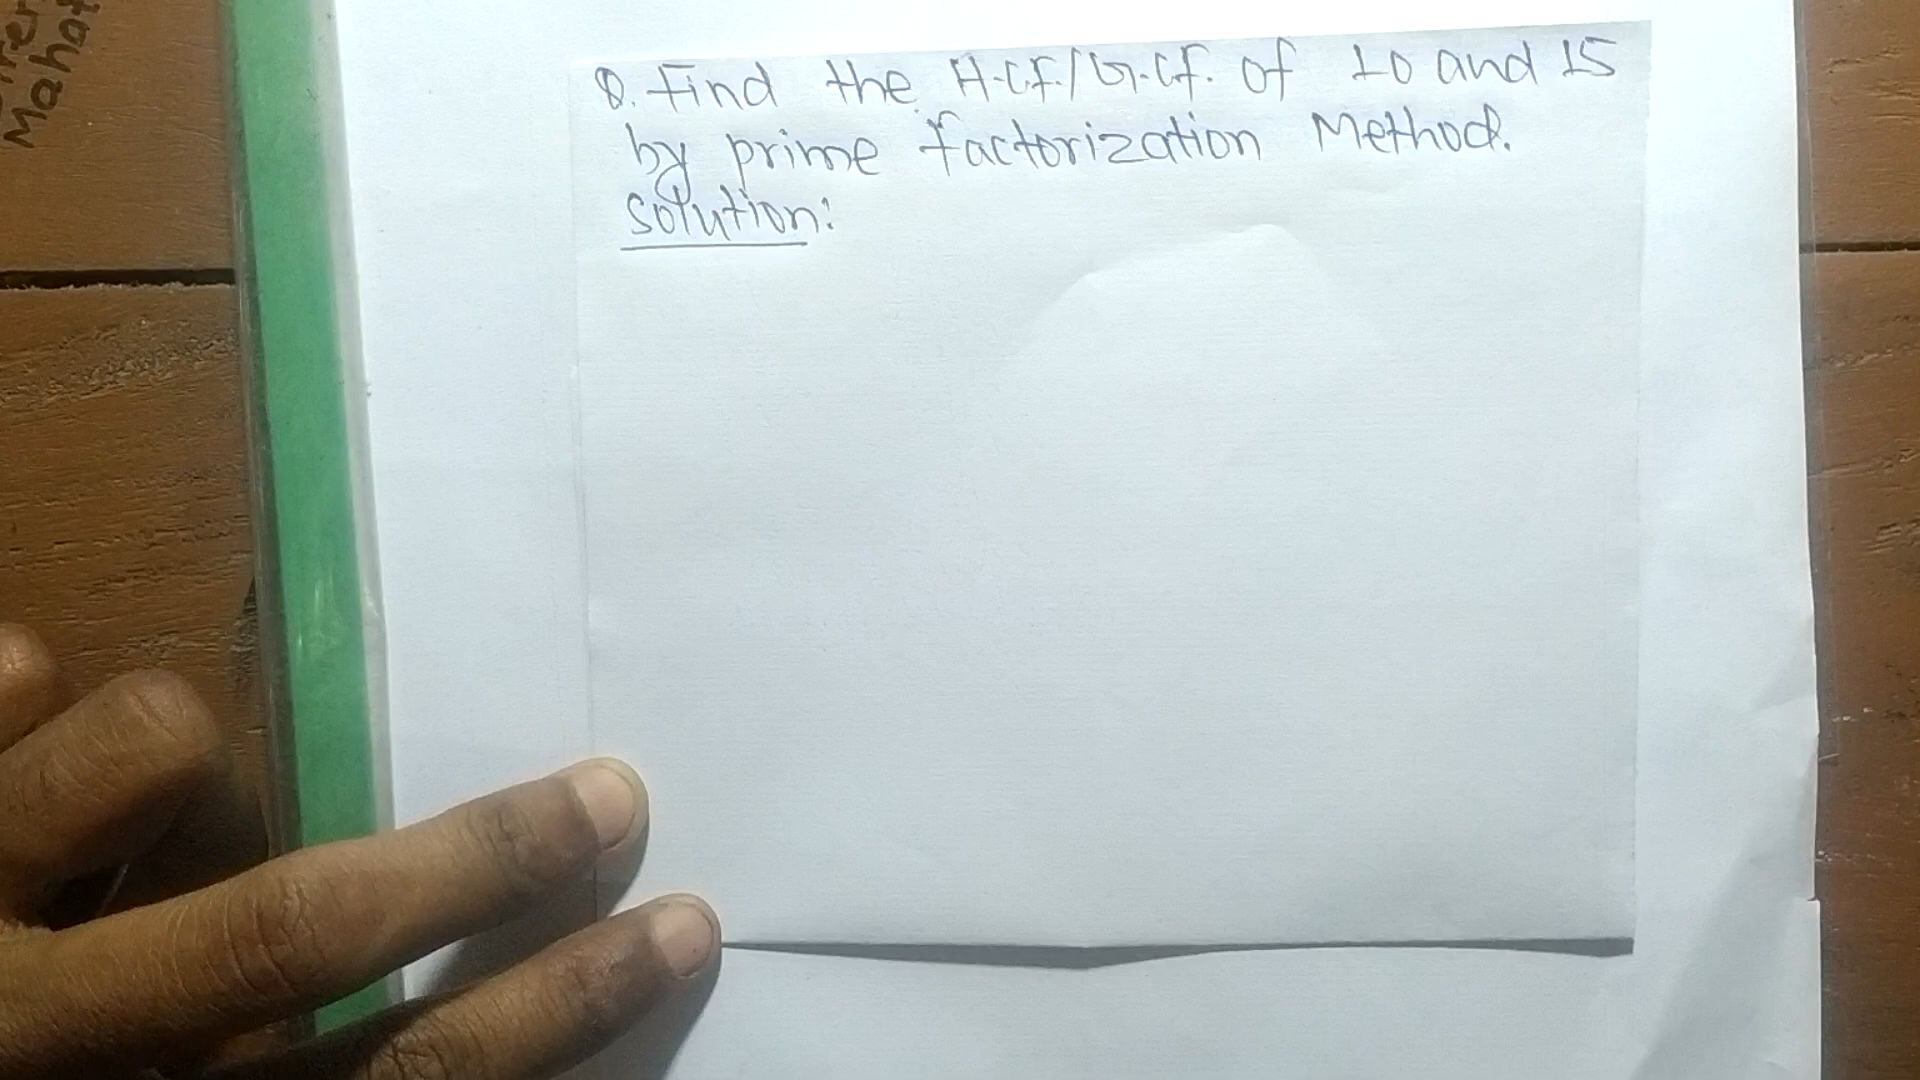 Q. Find the H.C.F./G.C.F. of 10 and 15
by prime factorization Method.
solution: